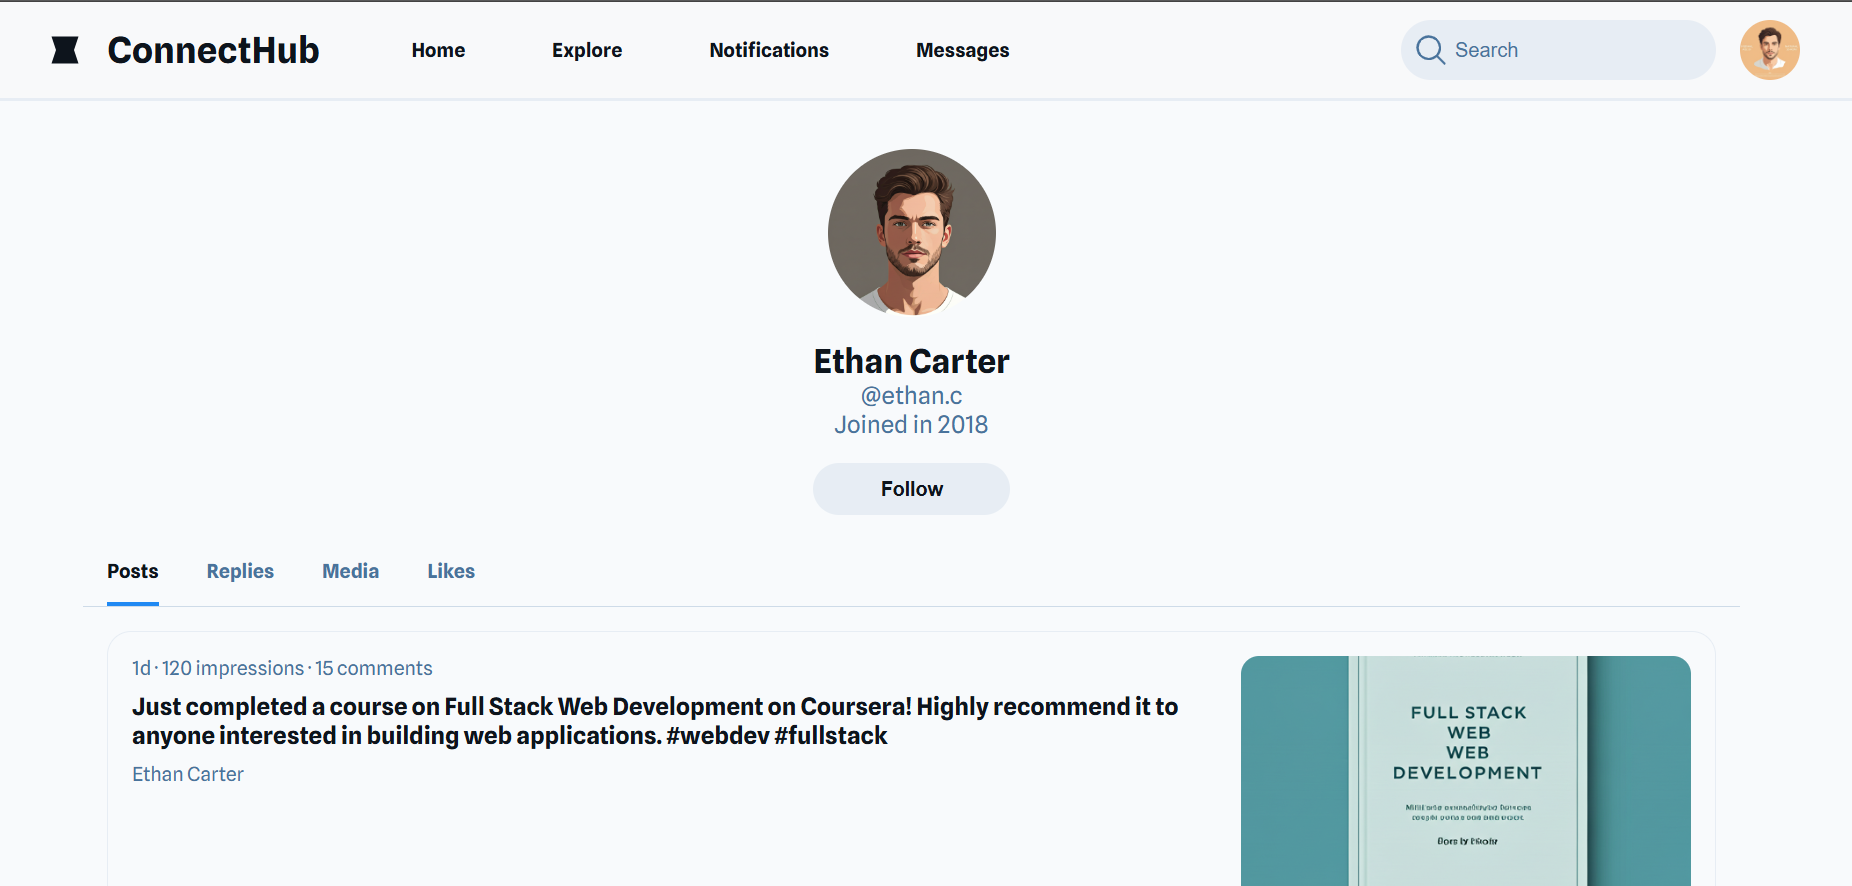 ConnectHub
Home
Explore
Notifications
Messages
Search
Ethan Carter
@ethan.c
Joined in 2018
Follow
Posts
Replies
Media
Likes
1d · 120 impressions · 15 comments
Just completed a course on Full Stack Web Development on Coursera! Highly recommend it to
anyone interested in building web applications. #webdev #fullstack
Ethan Carter
FULL STACK
WEB
WEB
DEVELOPMENT